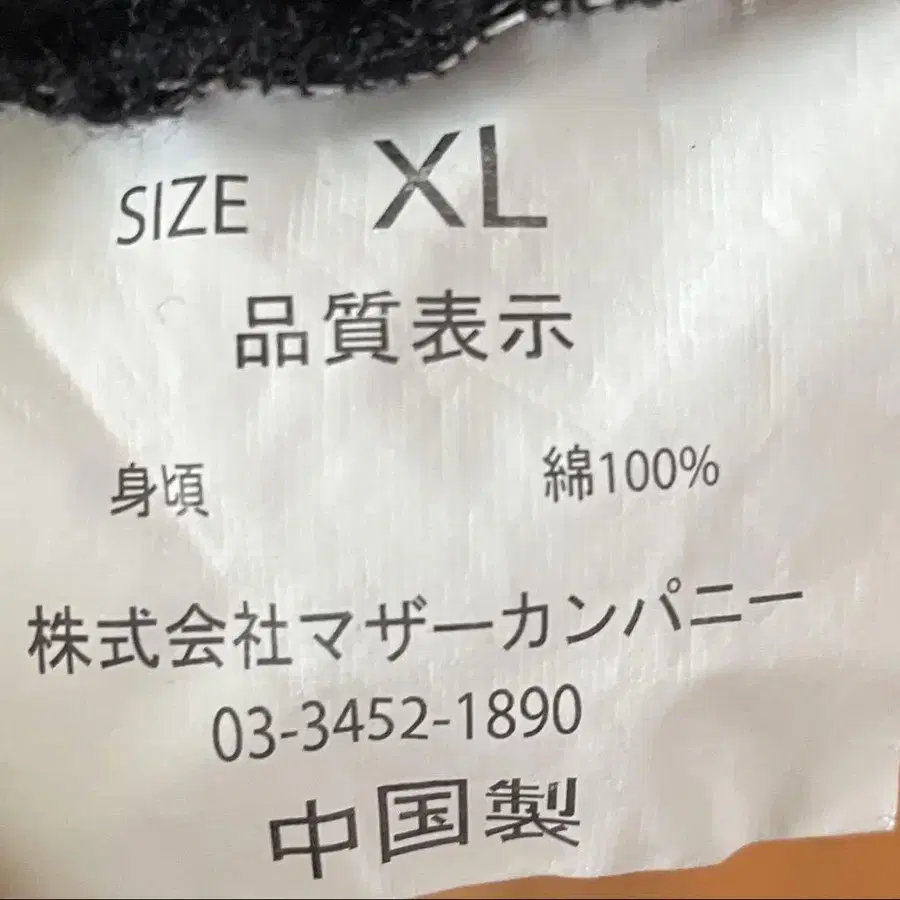 SIZE XL
品質表示
身頃 綿100%
株式会社マザーカンパニー
03-3452-1890
中国製